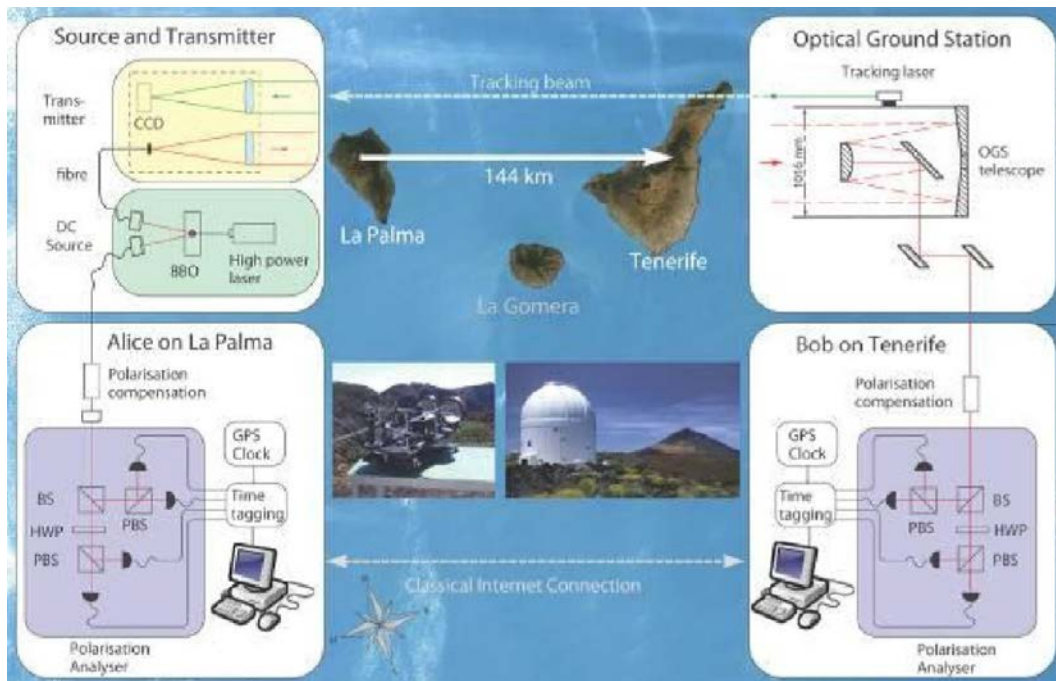 Source and Transmitter
Trans-
mitter
CCD
fibre
DC
Source
BBO
High power
laser
Tracking beam
144 km
La Palma
Tenerife
La Gomera
Optical Ground Station
Tracking laser
1016 mm
OGS
telescope
Alice on La Palma
Polarisation
compensation
GPS
Clock
BS
PBS
Time
tagging
HWP
PBS
Polarisation
Analyser
Classical Internet Connection
Bob on Tenerife
Polarisation
compensation
GPS
Clock
Time
tagging
PBS
BS
HWP
PBS
Polarisation
Analyser